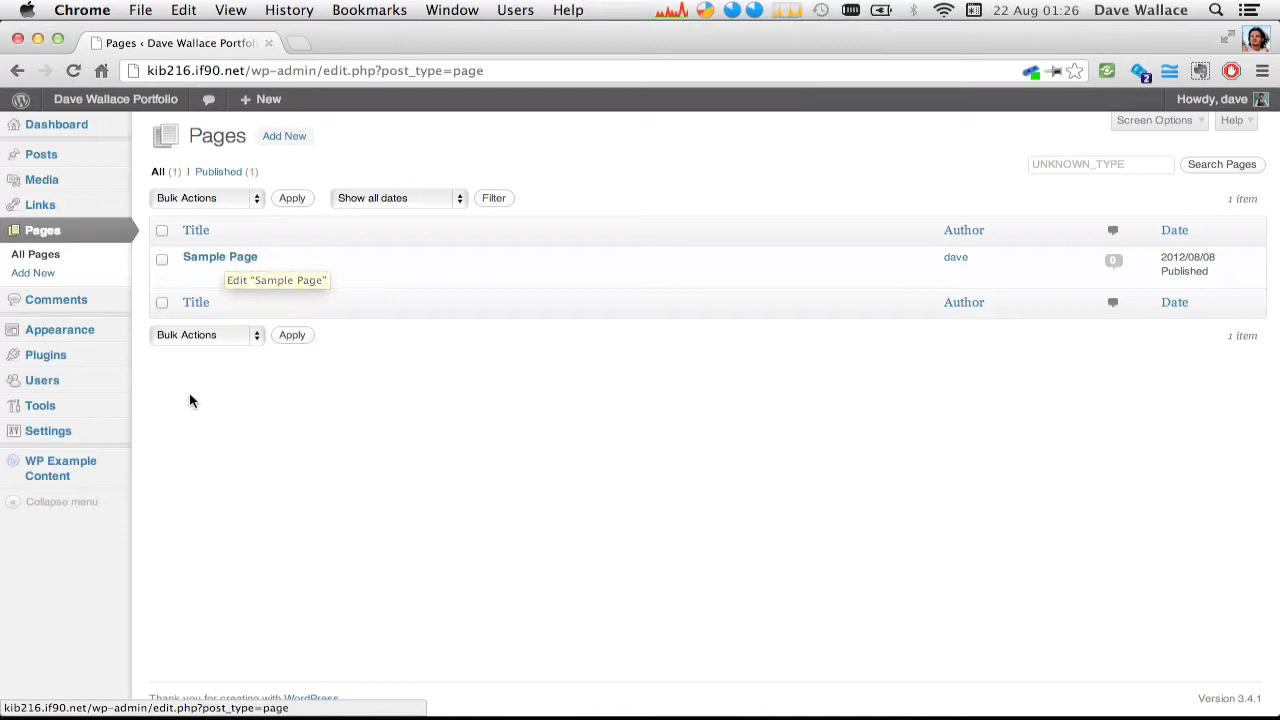 Chrome File Edit View History Bookmarks Window Users Help 22 Aug 01:26 Dave Wallace
Pages ‹ Dave Wallace Portfoli
kib216.if90.net/wp-admin/edit.php?post_type=page
Dave Wallace Portfolio + New Howdy, dave
Dashboard
Posts
Media
Links
Pages
All Pages
Add New
Comments
Appearance
Plugins
Users
Tools
Settings
WP Example
Content
Collapse menu
Pages Add New Screen Options Help
All (1) | Published (1) UNKNOWN_TYPE Search Pages
Bulk Actions Apply Show all dates Filter 1 item
Title Author Date
Sample Page dave 0 2012/08/08
Published
Edit "Sample Page"
Title Author Date
Bulk Actions Apply 1 item
Thank you for creating with WordPress Version 3.4.1
kib216.if90.net/wp-admin/edit.php?post_type=page